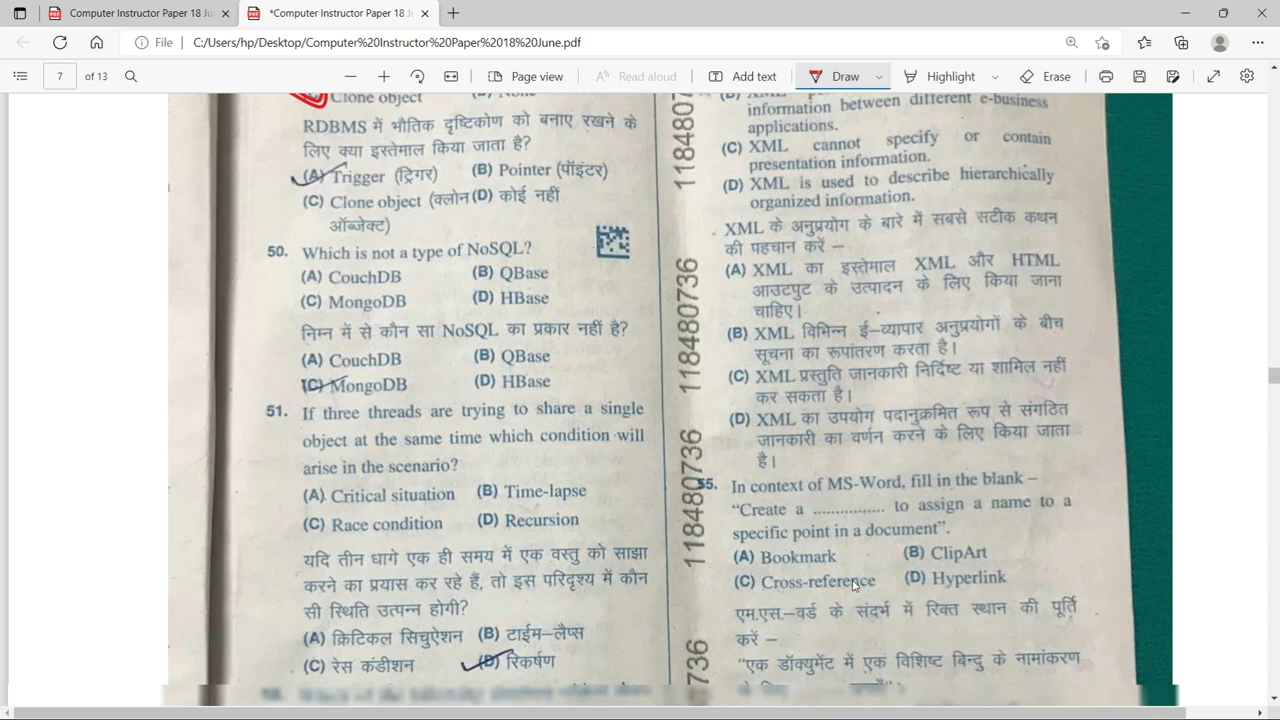 Computer Instructor Paper 18 Ju
*Computer Instructor Paper 18 J
File
C:/Users/hp/Desktop/Computer%20Instructor%20Paper%2018%20June.pdf
7
of 13
Page view
Read aloud
Add text
Draw
Highlight
Erase
Clone object
RDBMS में भौतिक दृष्टिकोण को बनाए रखने के
लिए क्या इस्तेमाल किया जाता है?
(A) Trigger (ट्रिगर) (B) Pointer (पॉइंटर)
(C) Clone object (क्लोन (D) कोई नहीं
ऑब्जेक्ट)
50. Which is not a type of NoSQL?
(A) CouchDB (B) QBase
(C) MongoDB (D) HBase
निम्न में से कौन सा NoSQL का प्रकार नहीं है?
(A) CouchDB (B) QBase
(C) MongoDB (D) HBase
51. If three threads are trying to share a single
object at the same time which condition will
arise in the scenario?
(A) Critical situation (B) Time-lapse
(C) Race condition (D) Recursion
यदि तीन धागे एक ही समय में एक वस्तु को साझा
करने का प्रयास कर रहे हैं, तो इस परिदृश्य में कौन
सी स्थिति उत्पन्न होगी?
(A) क्रिटिकल सिचुऐशन (B) टाईम–लैप्स
(C) रेस कंडीशन (D) रिकर्षण
1184807
11480736
11480736
736
information between different e-business
applications.
(C) XML cannot specify or contain
presentation information.
(D) XML is used to describe hierarchically
organized information.
XML के अनुप्रयोग के बारे में सबसे सटीक कथन
की पहचान करें –
(A) XML का इस्तेमाल XML और HTML
आउटपुट के उत्पादन के लिए किया जाना
चाहिए।
(B) XML विभिन्न ई–व्यापार अनुप्रयोगों के बीच
सूचना का रूपांतरण करता है।
(C) XML प्रस्तुति जानकारी निर्दिष्ट या शामिल नहीं
कर सकता है।
(D) XML का उपयोग पदानुक्रमित रूप से संगठित
जानकारी का वर्णन करने के लिए किया जाता
है।
55. In context of MS-Word, fill in the blank –
“Create a ................ to assign a name to a
specific point in a document”.
(A) Bookmark (B) ClipArt
(C) Cross-reference (D) Hyperlink
एम.एस.–वर्ड के संदर्भ में रिक्त स्थान की पूर्ति
करें –
“एक डॉक्युमेंट में एक विशिष्ट बिन्दु के नामांकरण